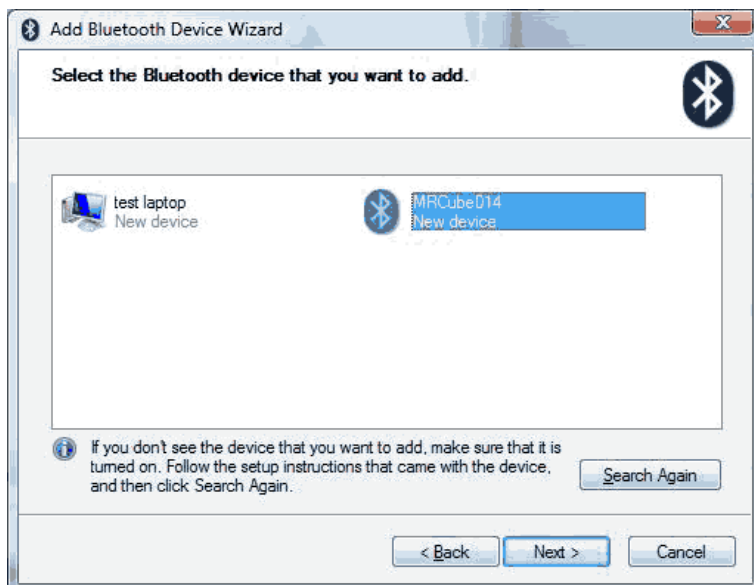 Add Bluetooth Device Wizard
Select the Bluetooth device that you want to add.
test laptop
New device
MRCube014
New device
If you don't see the device that you want to add, make sure that it is
turned on. Follow the setup instructions that came with the device,
and then click Search Again.
Search Again
< Back
Next >
Cancel